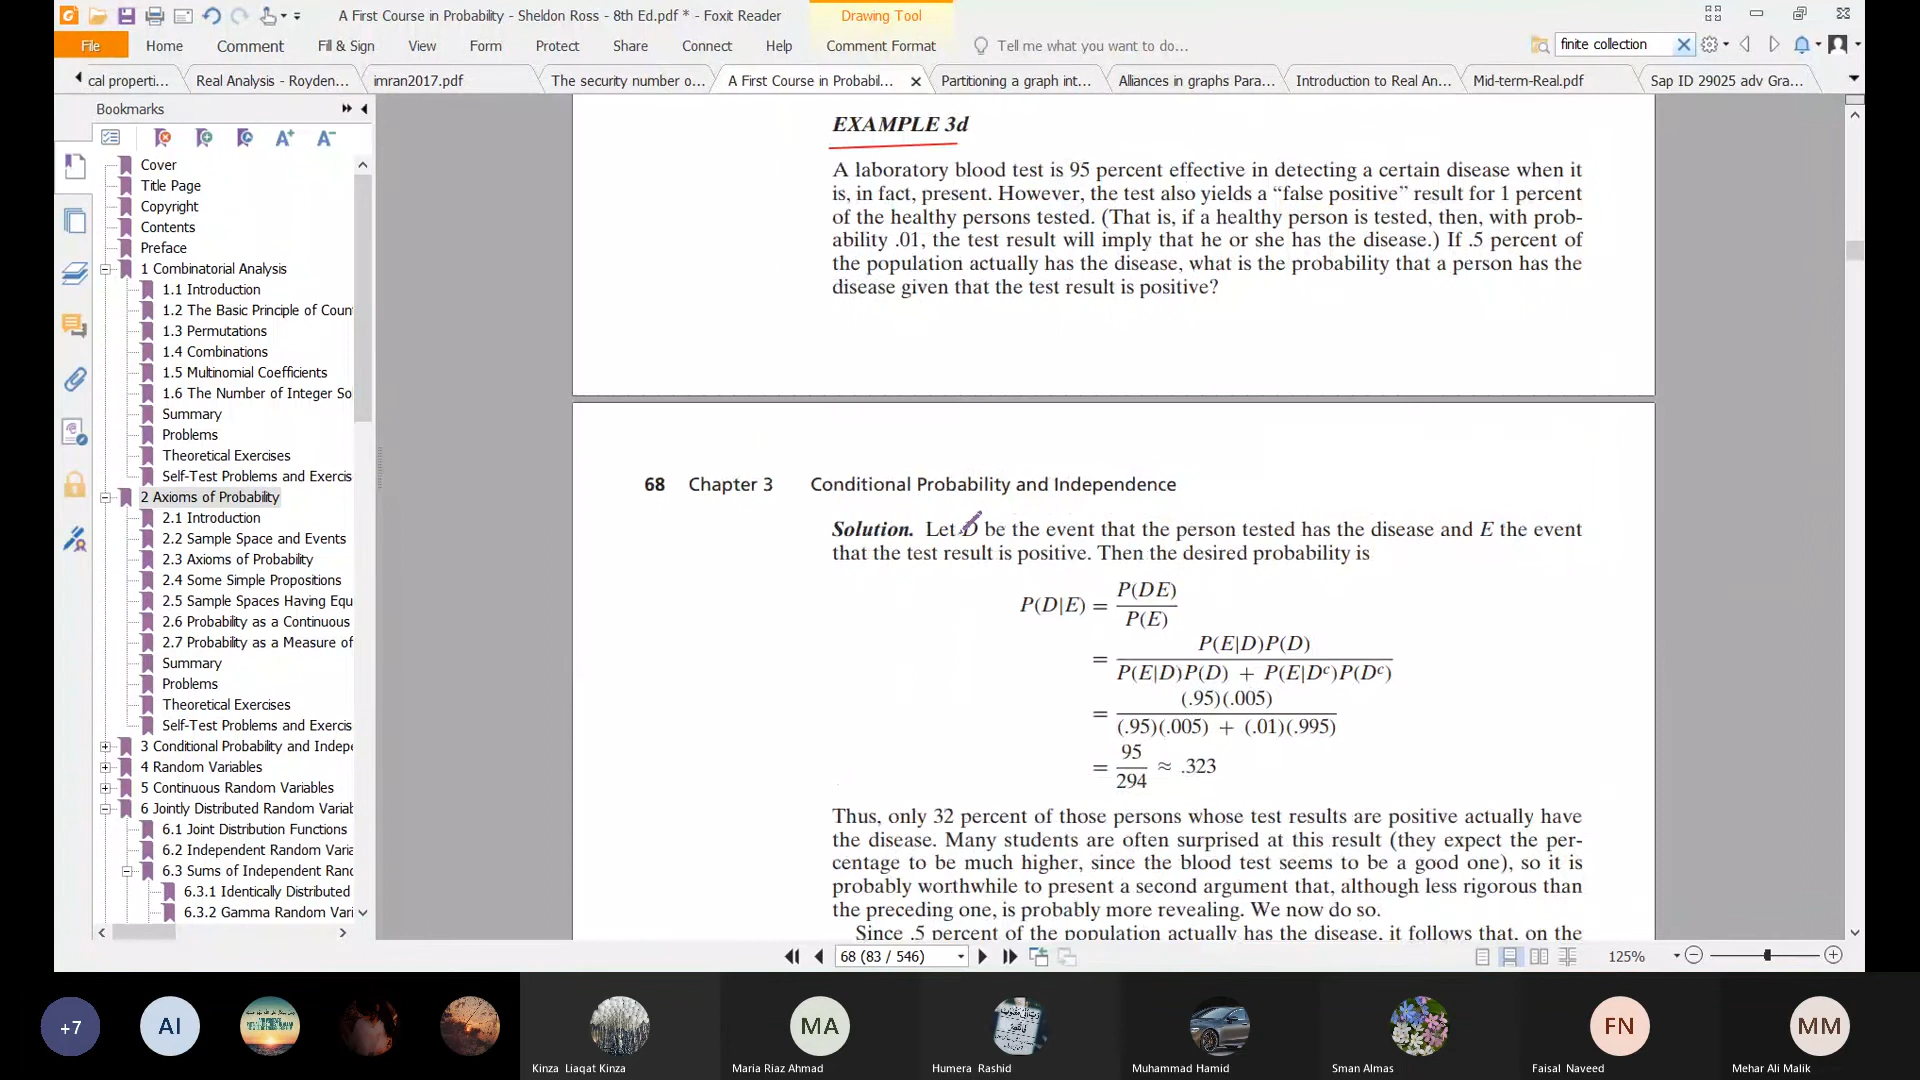 A First Course in Probability - Sheldon Ross - 8th Ed.pdf * - Foxit Reader
Drawing Tool
File
Home
Comment
Fill & Sign
View
Form
Protect
Share
Connect
Help
Comment Format
Tell me what you want to do...
finite collection
cal properti...
Real Analysis - Royden...
imran2017.pdf
The security number o...
A First Course in Probabil...
Partitioning a graph int...
Alliances in graphs Para...
Introduction to Real An...
Mid-term-Real.pdf
Sap ID 29025 adv Gra...
Bookmarks
Cover
Title Page
Copyright
Contents
Preface
1 Combinatorial Analysis
1.1 Introduction
1.2 The Basic Principle of Coun
1.3 Permutations
1.4 Combinations
1.5 Multinomial Coefficients
1.6 The Number of Integer So
Summary
Problems
Theoretical Exercises
Self-Test Problems and Exercis
2 Axioms of Probability
2.1 Introduction
2.2 Sample Space and Events
2.3 Axioms of Probability
2.4 Some Simple Propositions
2.5 Sample Spaces Having Equ
2.6 Probability as a Continuous
2.7 Probability as a Measure of
Summary
Problems
Theoretical Exercises
Self-Test Problems and Exercis
3 Conditional Probability and Indepe
4 Random Variables
5 Continuous Random Variables
6 Jointly Distributed Random Variab
6.1 Joint Distribution Functions
6.2 Independent Random Varia
6.3 Sums of Independent Rand
6.3.1 Identically Distributed
6.3.2 Gamma Random Vari
EXAMPLE 3d
A laboratory blood test is 95 percent effective in detecting a certain disease when it
is, in fact, present. However, the test also yields a “false positive” result for 1 percent
of the healthy persons tested. (That is, if a healthy person is tested, then, with prob-
ability .01, the test result will imply that he or she has the disease.) If .5 percent of
the population actually has the disease, what is the probability that a person has the
disease given that the test result is positive?
68 Chapter 3 Conditional Probability and Independence
Solution. Let D be the event that the person tested has the disease and E the event
that the test result is positive. Then the desired probability is
P(D|E) = P(DE) / P(E)
= P(E|D)P(D) / P(E|D)P(D) + P(E|Dᶜ)P(Dᶜ)
= (.95)(.005) / (.95)(.005) + (.01)(.995)
= 95 / 294 ≈ .323
Thus, only 32 percent of those persons whose test results are positive actually have
the disease. Many students are often surprised at this result (they expect the per-
centage to be much higher, since the blood test seems to be a good one), so it is
probably worthwhile to present a second argument that, although less rigorous than
the preceding one, is probably more revealing. We now do so.
Since .5 percent of the population actually has the disease, it follows that, on the
68 (83 / 546)
125%
+7
AI
MA
FN
MM
Kinza Liaqat Kinza
Maria Riaz Ahmad
Humera Rashid
Muhammad Hamid
Sman Almas
Faisal Naveed
Mehar Ali Malik